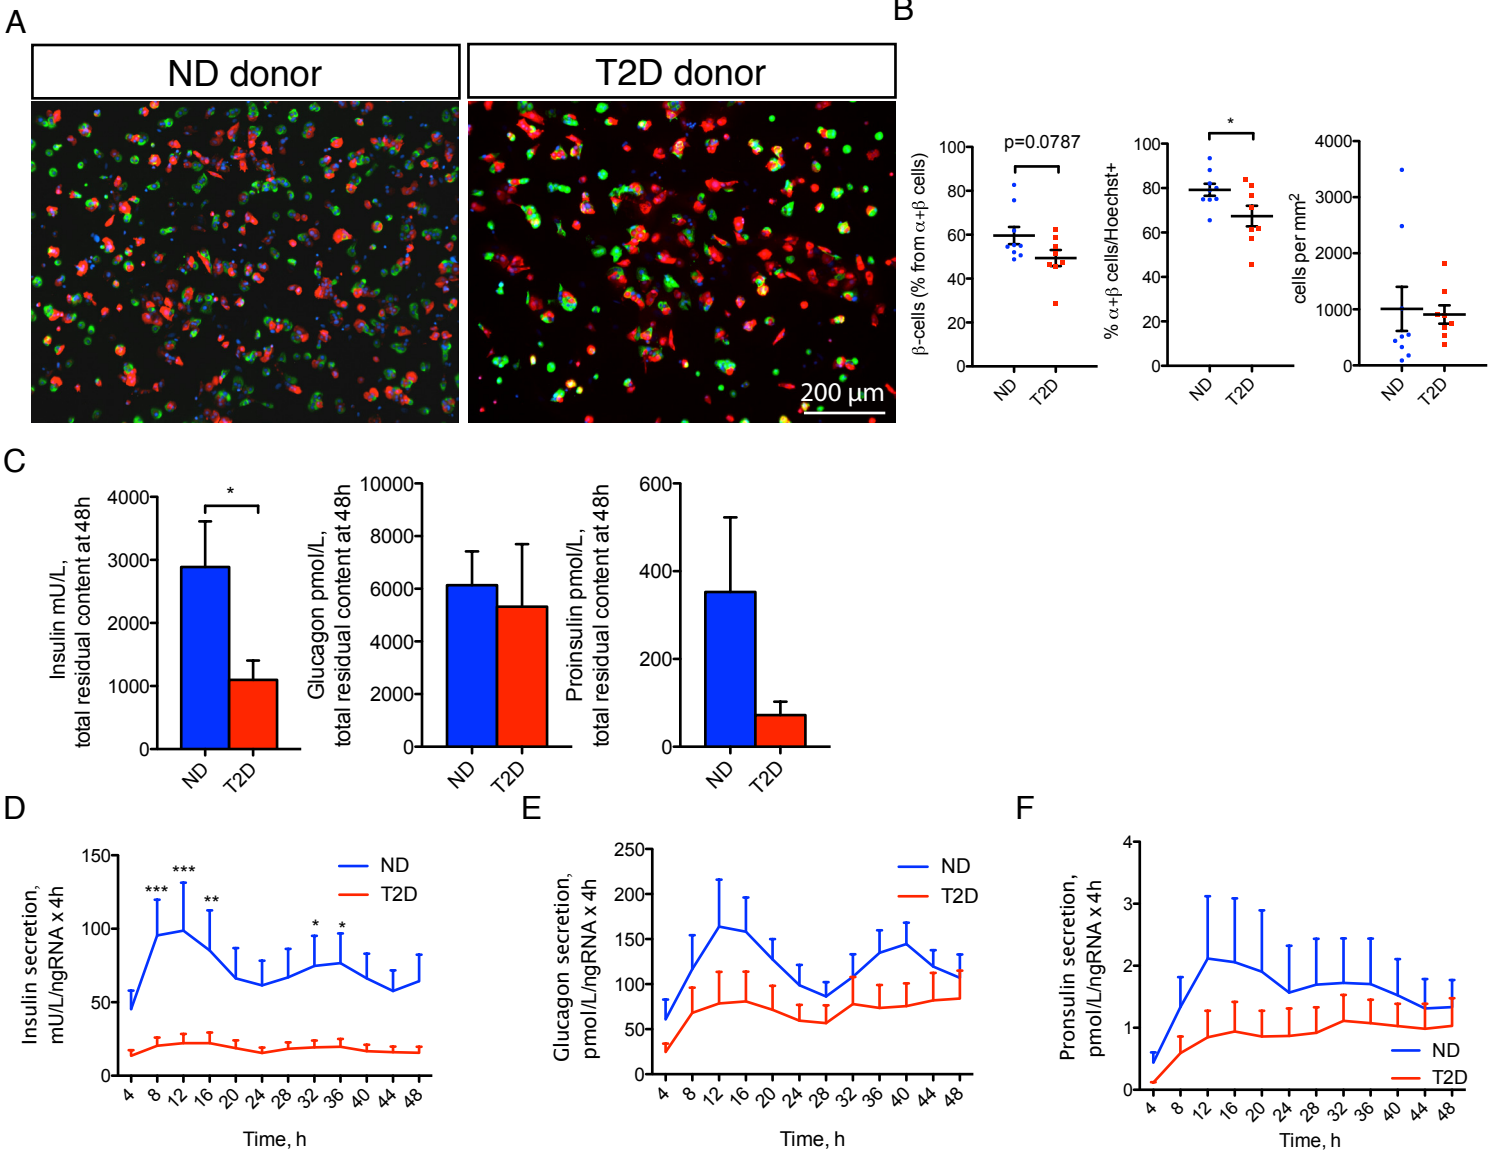 A
ND donor
T2D donor
200 µm
B
β-cells (% from α+β cells)
100
80
60
40
20
0
p=0.0787
ND
T2D
% α+β cells/Hoechst+
100
80
60
40
20
0
*
ND
T2D
cells per mm2
4000
3000
2000
1000
0
ND
T2D
C
Insulin mU/L,
total residual content at 48h
4000
3000
2000
1000
0
*
ND
T2D
Glucagon pmol/L,
total residual content at 48h
10000
8000
6000
4000
2000
0
ND
T2D
Proinsulin pmol/L,
total residual content at 48h
600
400
200
0
ND
T2D
D
Insulin secretion,
mU/L/ngRNA x 4h
150
100
50
0
*** *** ** * *
ND
T2D
4 8 12 16 20 24 28 32 36 40 44 48
Time, h
E
Glucagon secretion,
pmol/L/ngRNA x 4h
250
200
150
100
50
0
ND
T2D
4 8 12 16 20 24 28 32 36 40 44 48
Time, h
F
Pronsulin secretion,
pmol/L/ngRNA x 4h
4
3
2
1
0
ND
T2D
4 8 12 16 20 24 28 32 36 40 44 48
Time, h